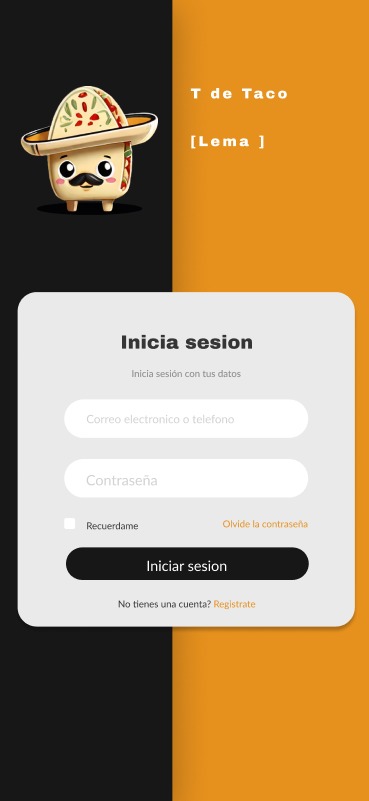 T de Taco
[Lema ]
Inicia sesion
Inicia sesión con tus datos
Correo electronico o telefono
Contraseña
Recuerdame
Olvide la contraseña
Iniciar sesion
No tienes una cuenta? Registrate